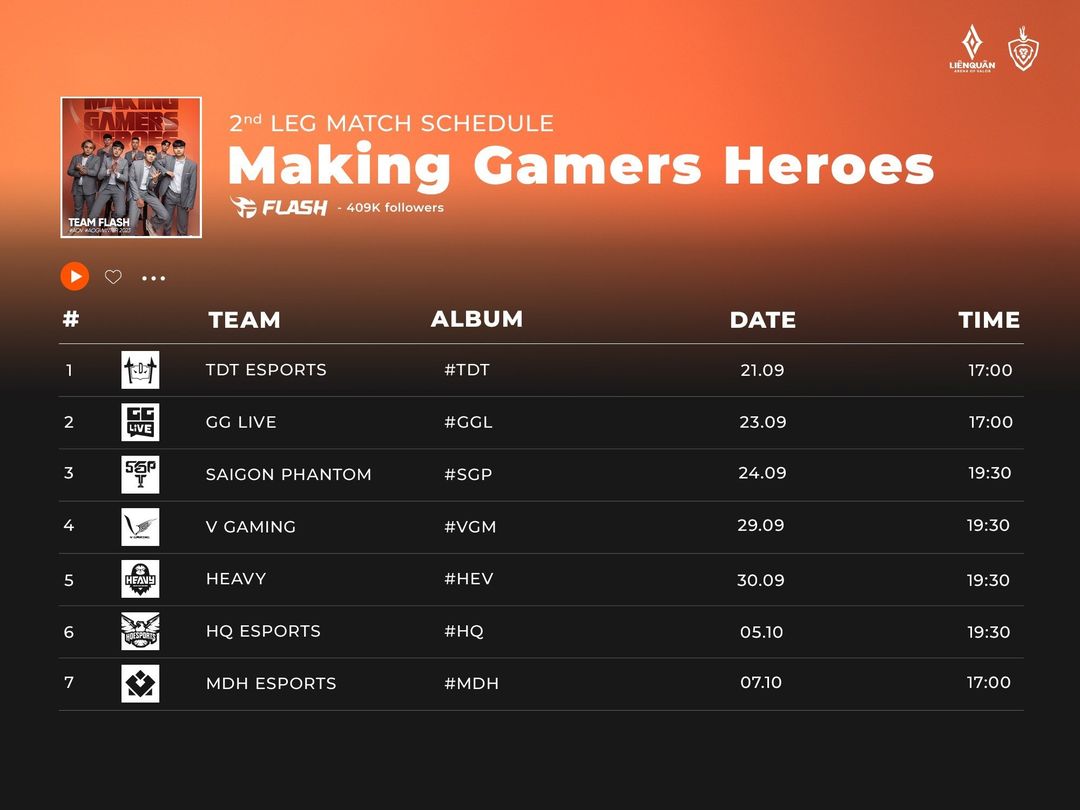 LIÊNQUÂN
ARENA OF VALOR
MAKING
GAMERS
HEROES
TEAM FLASH
2nd LEG MATCH SCHEDULE
Making Gamers Heroes
FLASH - 409K followers
# TEAM ALBUM DATE TIME
1 TDT ESPORTS #TDT 21.09 17:00
2 GG LIVE GG LIVE #GGL 23.09 17:00
3 SGP SAIGON PHANTOM #SGP 24.09 19:30
4 V GAMING V GAMING #VGM 29.09 19:30
5 HEAVY HEAVY #HEV 30.09 19:30
6 HQESPORTS HQ ESPORTS #HQ 05.10 19:30
7 MDH ESPORTS #MDH 07.10 17:00